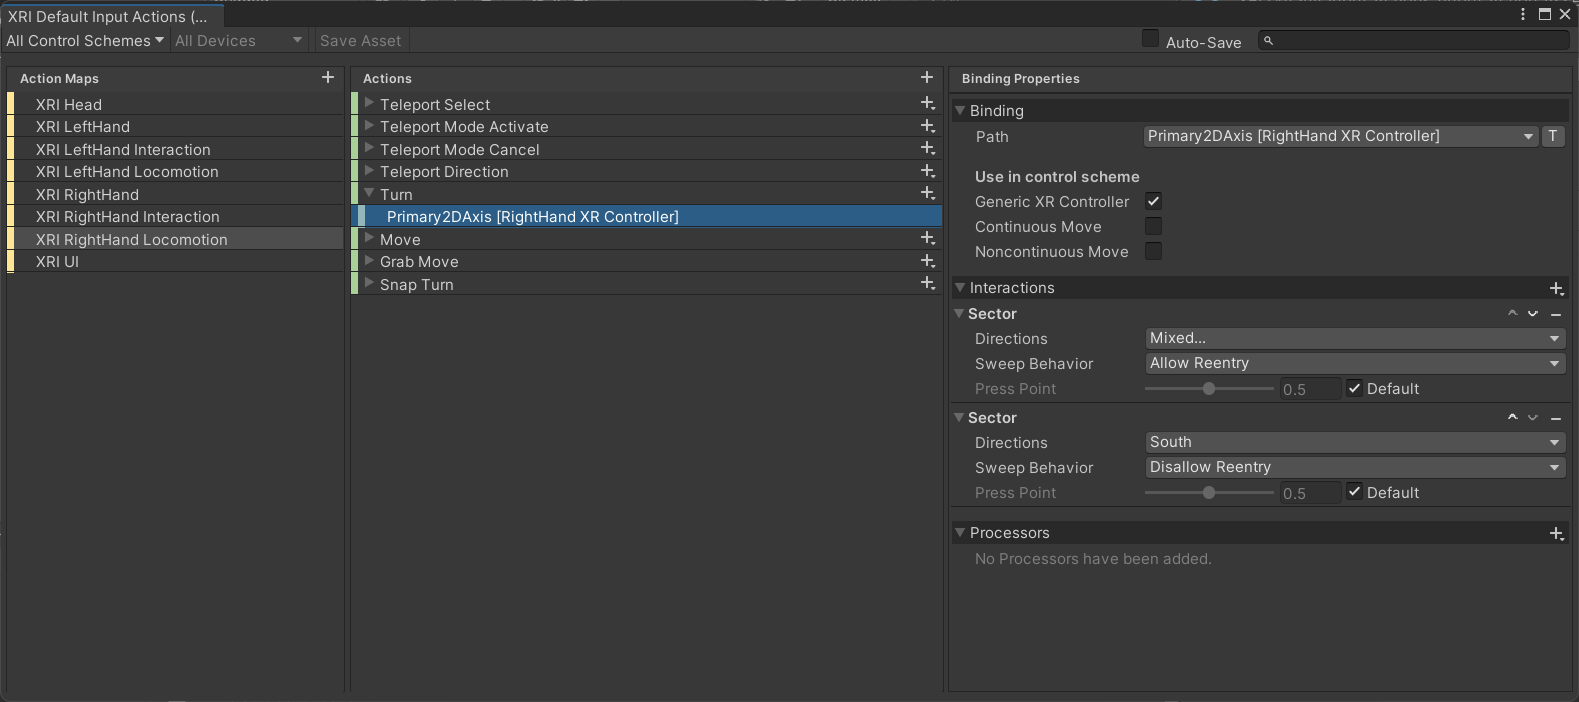 XRI Default Input Actions (...
All Control Schemes
All Devices
Save Asset
Auto-Save
Action Maps
XRI Head
XRI LeftHand
XRI LeftHand Interaction
XRI LeftHand Locomotion
XRI RightHand
XRI RightHand Interaction
XRI RightHand Locomotion
XRI UI
Actions
Teleport Select
Teleport Mode Activate
Teleport Mode Cancel
Teleport Direction
Turn
Primary2DAxis [RightHand XR Controller]
Move
Grab Move
Snap Turn
Binding Properties
Binding
Path
Primary2DAxis [RightHand XR Controller]
T
Use in control scheme
Generic XR Controller
Continuous Move
Noncontinuous Move
Interactions
Sector
Directions
Mixed...
Sweep Behavior
Allow Reentry
Press Point
0.5
Default
Sector
Directions
South
Sweep Behavior
Disallow Reentry
Press Point
0.5
Default
Processors
No Processors have been added.